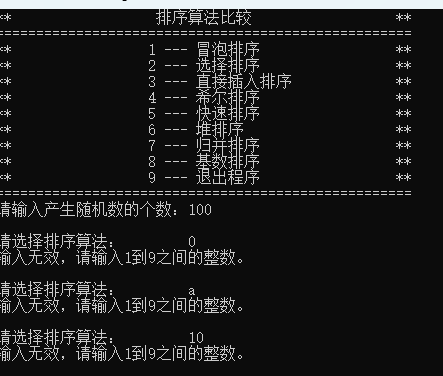 **                排序算法比较                **
====================================================
**                1 --- 冒泡排序                **
**                2 --- 选择排序                **
**                3 --- 直接插入排序            **
**                4 --- 希尔排序                **
**                5 --- 快速排序                **
**                6 --- 堆排序                  **
**                7 --- 归并排序                **
**                8 --- 基数排序                **
**                9 --- 退出程序                **
====================================================
请输入产生随机数的个数：100
请选择排序算法：        0
输入无效，请输入1到9之间的整数。
请选择排序算法：        a
输入无效，请输入1到9之间的整数。
请选择排序算法：        10
输入无效，请输入1到9之间的整数。